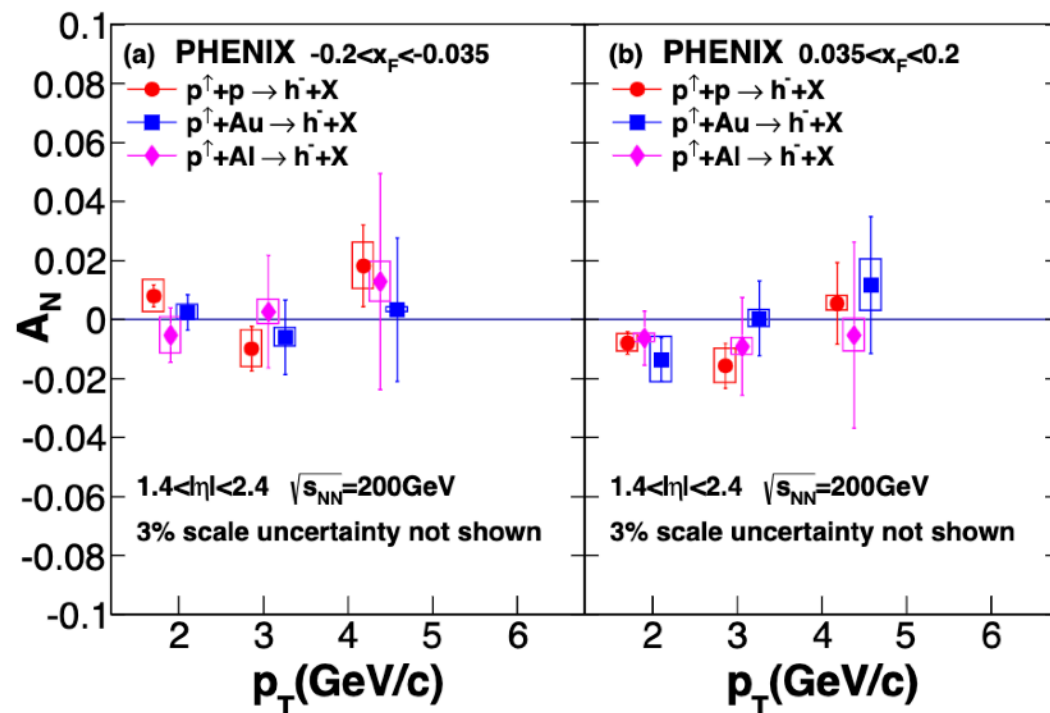 (a) PHENIX -0.2<x_F<-0.035
p↑+p → h⁻+X
p↑+Au → h⁻+X
p↑+Al → h⁻+X
1.4<|η|<2.4 √s_NN=200GeV
3% scale uncertainty not shown
(b) PHENIX 0.035<x_F<0.2
p↑+p → h⁻+X
p↑+Au → h⁻+X
p↑+Al → h⁻+X
1.4<|η|<2.4 √s_NN=200GeV
3% scale uncertainty not shown
A_N
0.1
0.08
0.06
0.04
0.02
0
-0.02
-0.04
-0.06
-0.08
-0.1
2 3 4 5 6
2 3 4 5 6
p_T(GeV/c)
p_T(GeV/c)